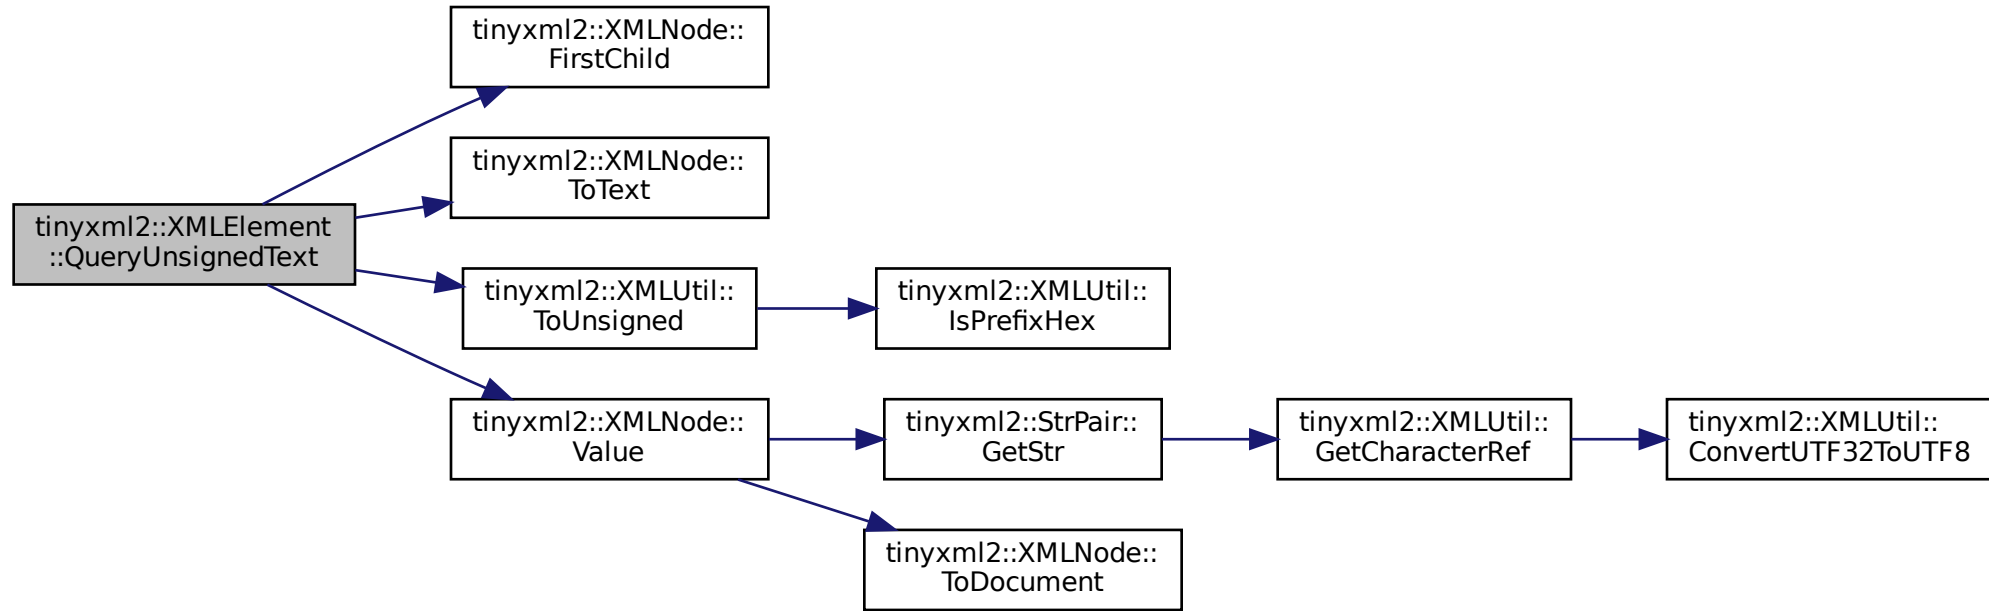 tinyxml2::XMLNode::
FirstChild
tinyxml2::XMLNode::
ToText
tinyxml2::XMLElement
::QueryUnsignedText
tinyxml2::XMLUtil::
ToUnsigned
tinyxml2::XMLUtil::
IsPrefixHex
tinyxml2::XMLNode::
Value
tinyxml2::StrPair::
GetStr
tinyxml2::XMLUtil::
GetCharacterRef
tinyxml2::XMLUtil::
ConvertUTF32ToUTF8
tinyxml2::XMLNode::
ToDocument